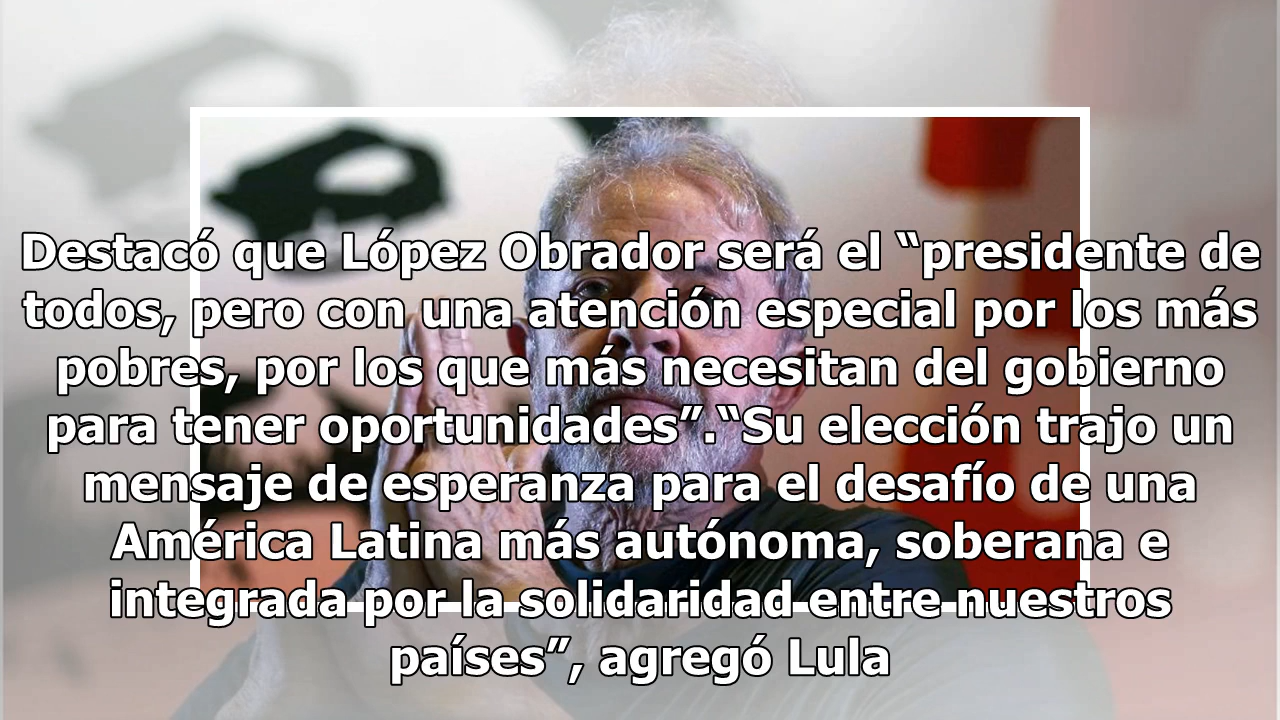 Destacó que López Obrador será el “presidente de
todos, pero con una atención especial por los más
pobres, por los que más necesitan del gobierno
para tener oportunidades”.“Su elección trajo un
mensaje de esperanza para el desafío de una
América Latina más autónoma, soberana e
integrada por la solidaridad entre nuestros
países”, agregó Lula